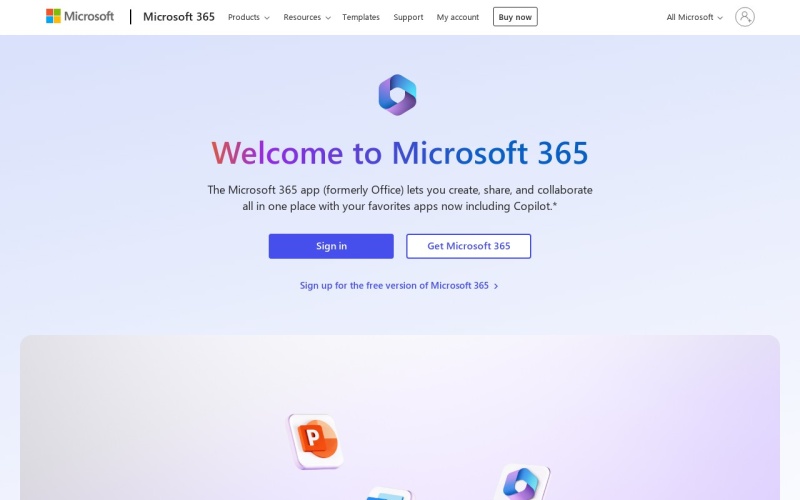 Microsoft
Microsoft 365
Products
Resources
Templates
Support
My account
Buy now
All Microsoft
Welcome to Microsoft 365
The Microsoft 365 app (formerly Office) lets you create, share, and collaborate
all in one place with your favorites apps now including Copilot.*
Sign in
Get Microsoft 365
Sign up for the free version of Microsoft 365
P